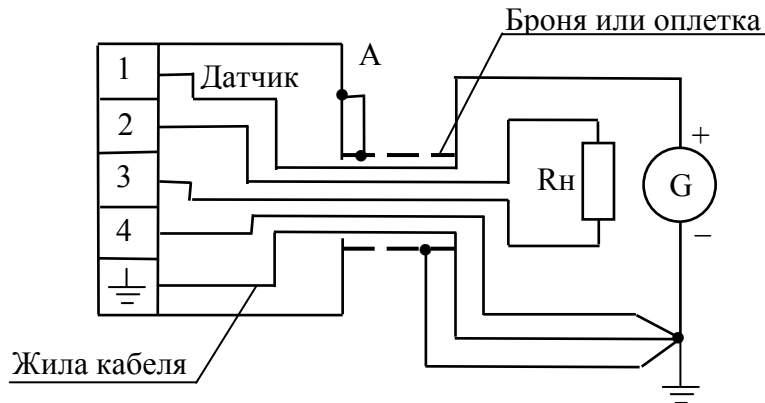 Броня или оплетка
А
1
Датчик
2
+
3
Rн
G
4
−
Жила кабеля